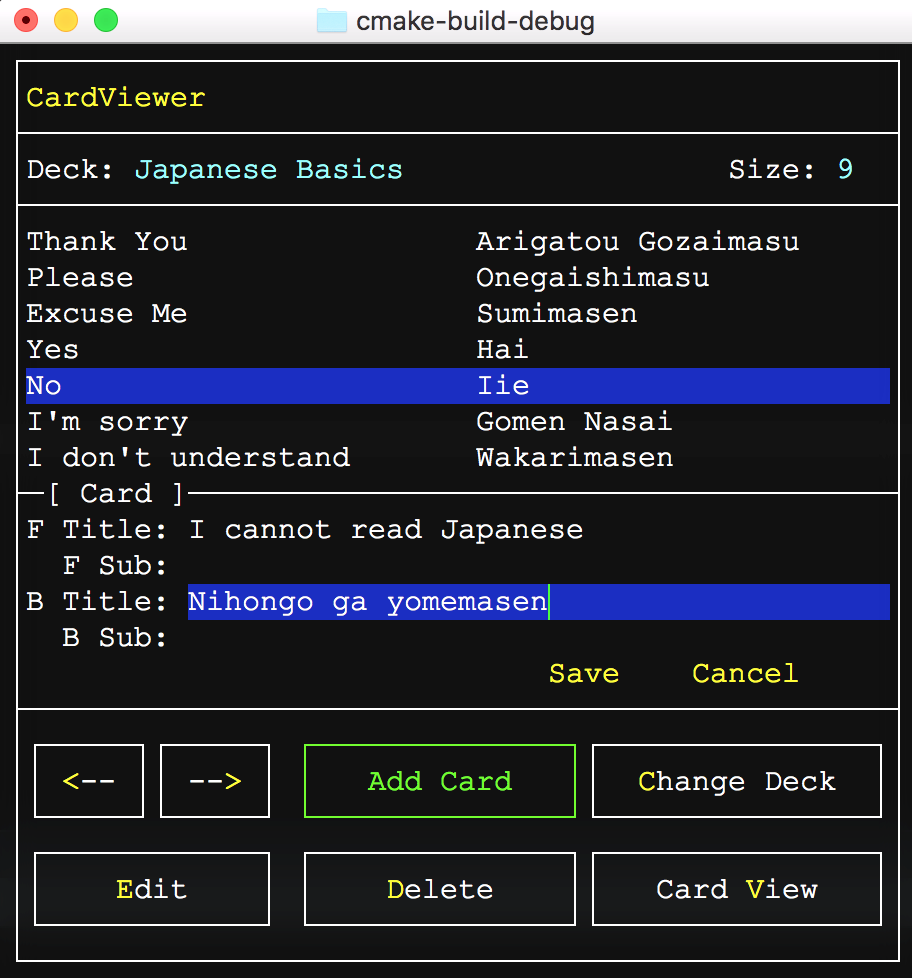 cmake-build-debug
CardViewer
Deck: Japanese Basics Size: 9
Thank You Arigatou Gozaimasu
Please Onegaishimasu
Excuse Me Sumimasen
Yes Hai
No Iie
I'm sorry Gomen Nasai
I don't understand Wakarimasen
[ Card ]
F Title: I cannot read Japanese
F Sub:
B Title: Nihongo ga yomemasen
B Sub:
Save Cancel
<-- --> Add Card Change Deck
Edit Delete Card View